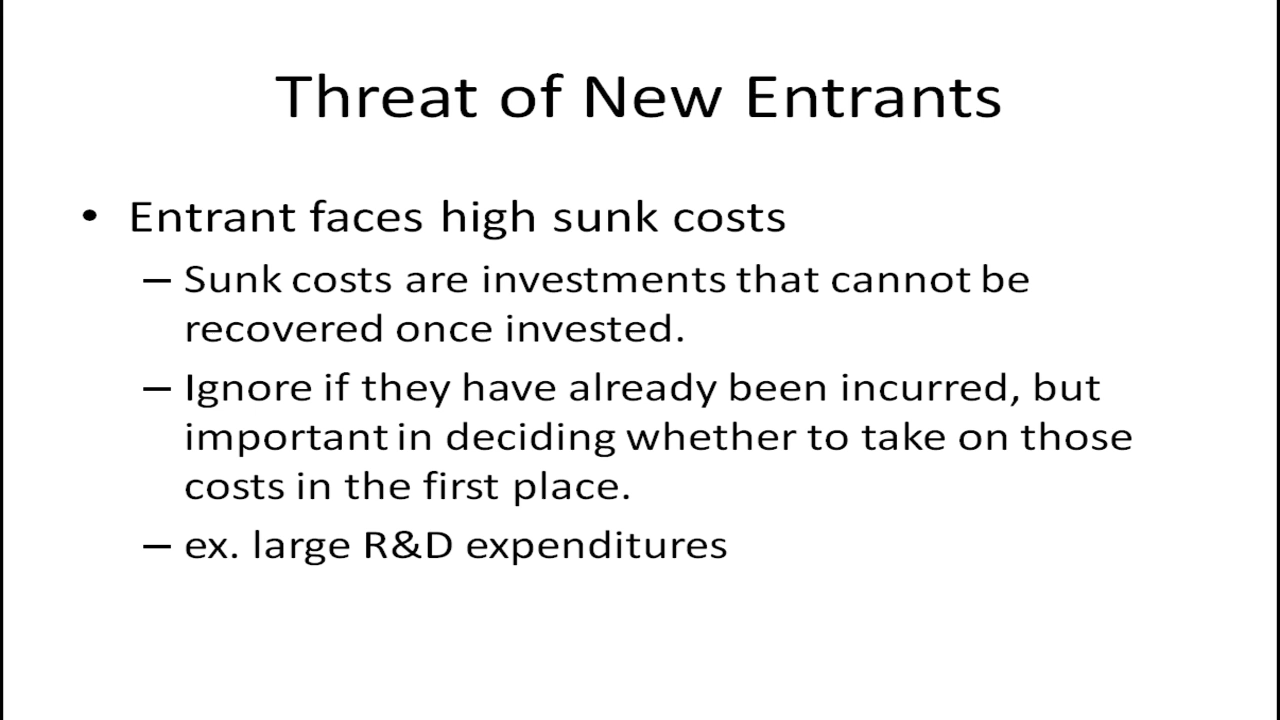 Threat of New Entrants
• Entrant faces high sunk costs
– Sunk costs are investments that cannot be
recovered once invested.
– Ignore if they have already been incurred, but
important in deciding whether to take on those
costs in the first place.
– ex. large R&D expenditures